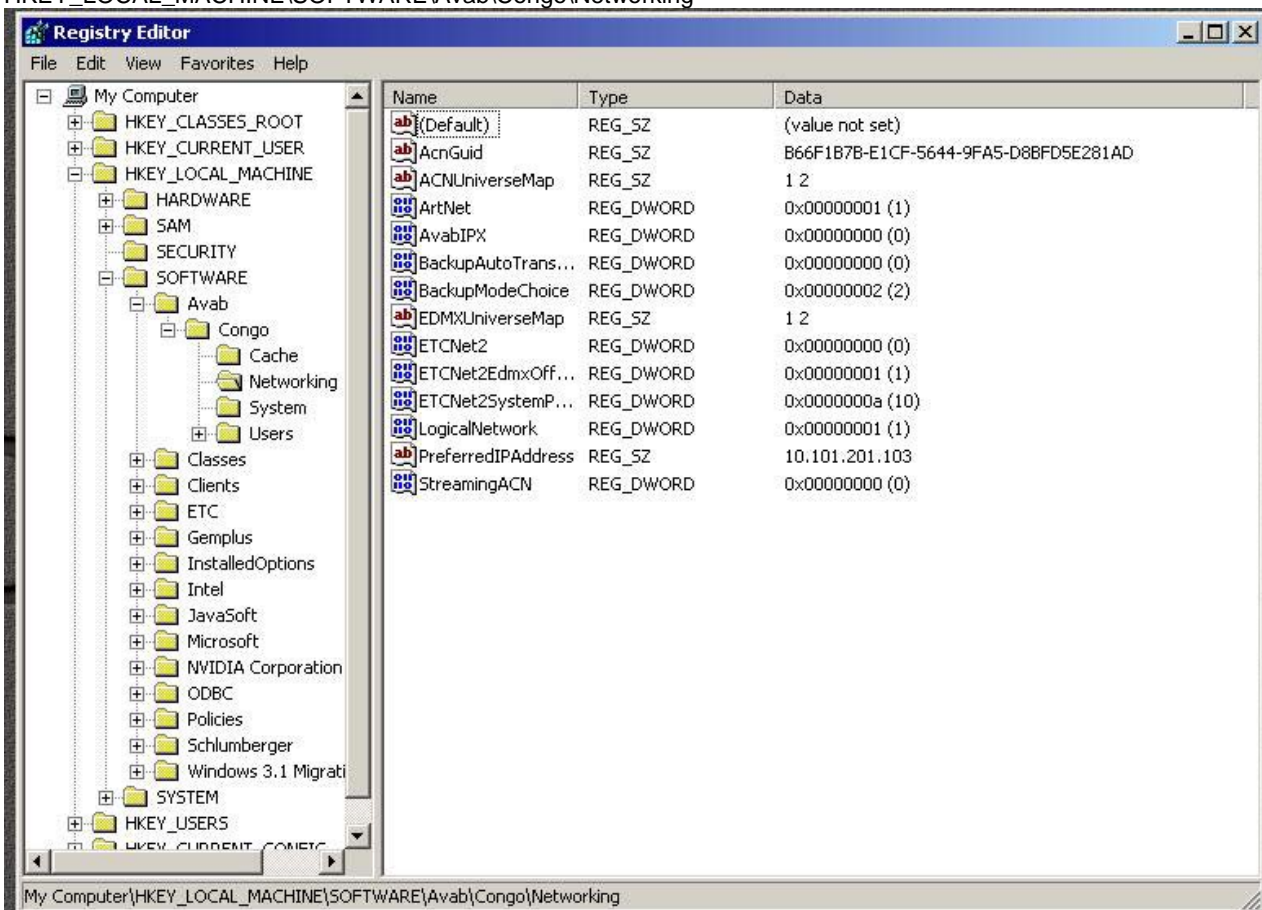 HKEY_LOCAL_MACHINE\SOFTWARE\Avab\Congo\Networking
Registry Editor
File Edit View Favorites Help
My Computer
HKEY_CLASSES_ROOT
HKEY_CURRENT_USER
HKEY_LOCAL_MACHINE
HARDWARE
SAM
SECURITY
SOFTWARE
Avab
Congo
Cache
Networking
System
Users
Classes
Clients
ETC
Gemplus
InstalledOptions
Intel
JavaSoft
Microsoft
NVIDIA Corporation
ODBC
Policies
Schlumberger
Windows 3.1 Migrati
SYSTEM
HKEY_USERS
HKEY_CURRENT_CONFIG
Name Type Data
(Default) REG_SZ (value not set)
AcnGuid REG_SZ B66F1B7B-E1CF-5644-9FA5-D8BFD5E281AD
ACNUniverseMap REG_SZ 1 2
ArtNet REG_DWORD 0x00000001 (1)
AvabIPX REG_DWORD 0x00000000 (0)
BackupAutoTrans... REG_DWORD 0x00000000 (0)
BackupModeChoice REG_DWORD 0x00000002 (2)
EDMXUniverseMap REG_SZ 1 2
ETCNet2 REG_DWORD 0x00000000 (0)
ETCNet2EdmxOff... REG_DWORD 0x00000001 (1)
ETCNet2SystemP... REG_DWORD 0x0000000a (10)
LogicalNetwork REG_DWORD 0x00000001 (1)
PreferredIPAddress REG_SZ 10.101.201.103
StreamingACN REG_DWORD 0x00000000 (0)
My Computer\HKEY_LOCAL_MACHINE\SOFTWARE\Avab\Congo\Networking